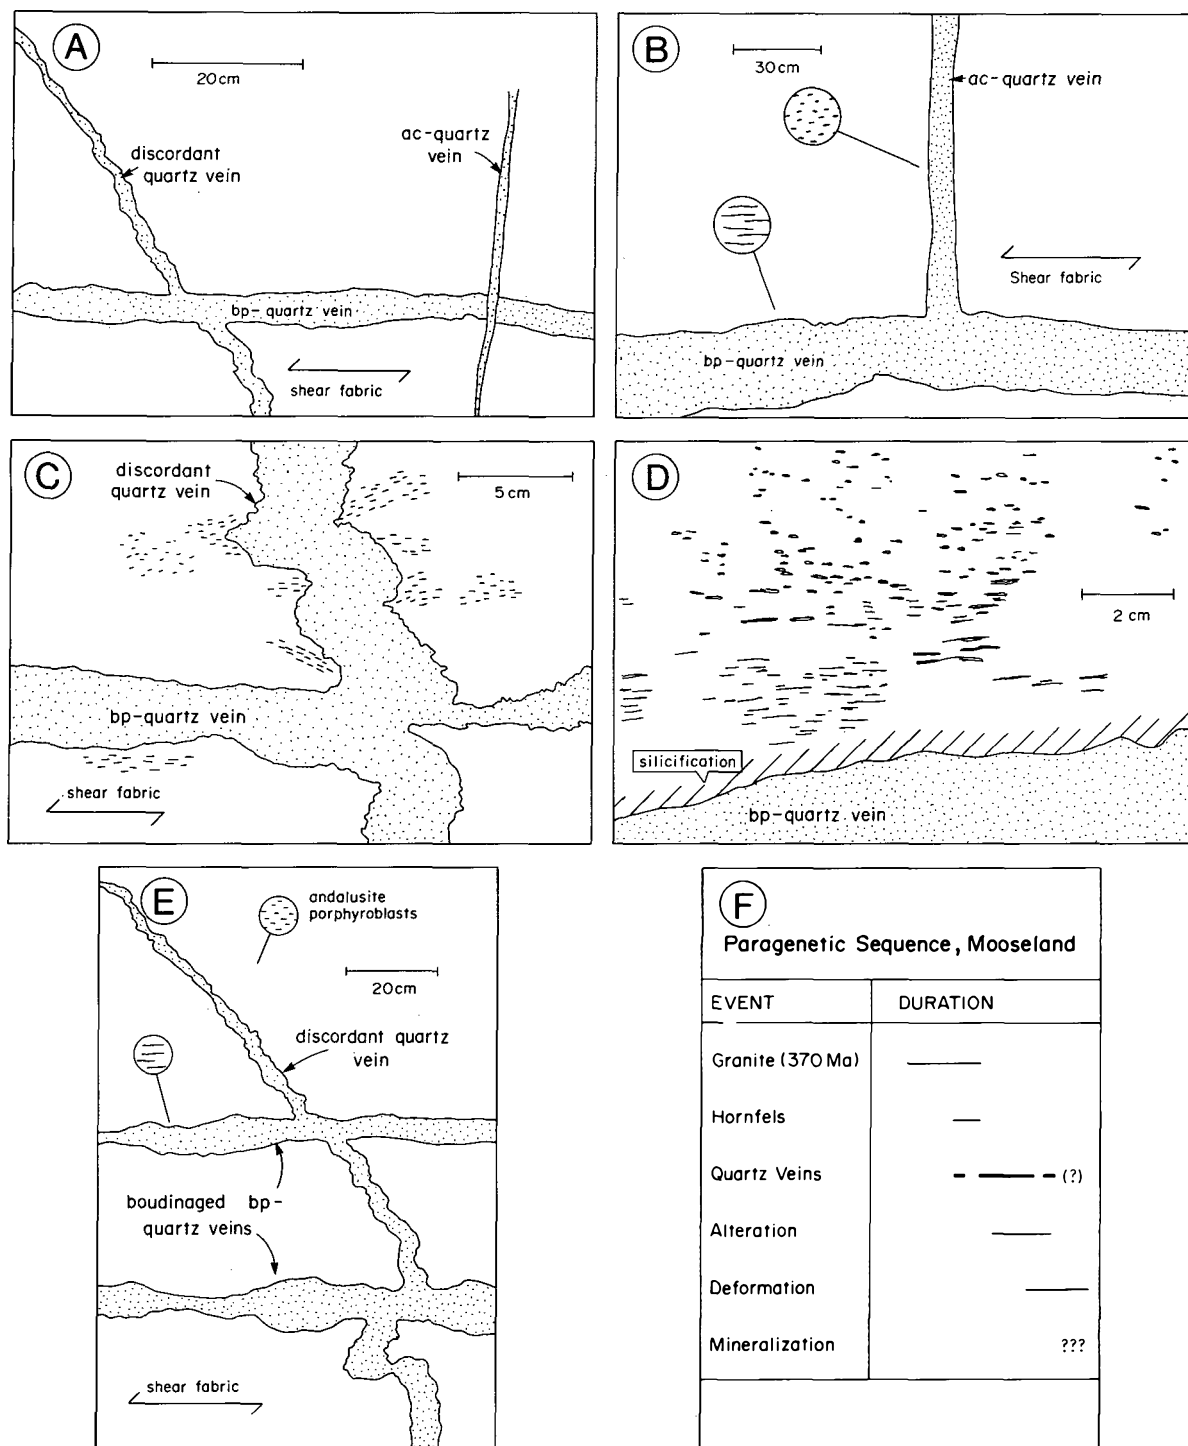 A
20cm
discordant
quartz vein
ac-quartz
vein
bp-quartz vein
shear fabric
B
30 cm
ac-quartz vein
Shear fabric
bp-quartz vein
C
discordant
quartz vein
5 cm
bp-quartz vein
shear fabric
D
2 cm
silicification
bp-quartz vein
E
andalusite
porphyroblasts
20cm
discordant quartz
vein
boudinaged bp-
quartz veins
shear fabric
F
Paragenetic Sequence, Mooseland
EVENT DURATION
Granite (370 Ma)
Hornfels
Quartz Veins (?)
Alteration
Deformation
Mineralization ???